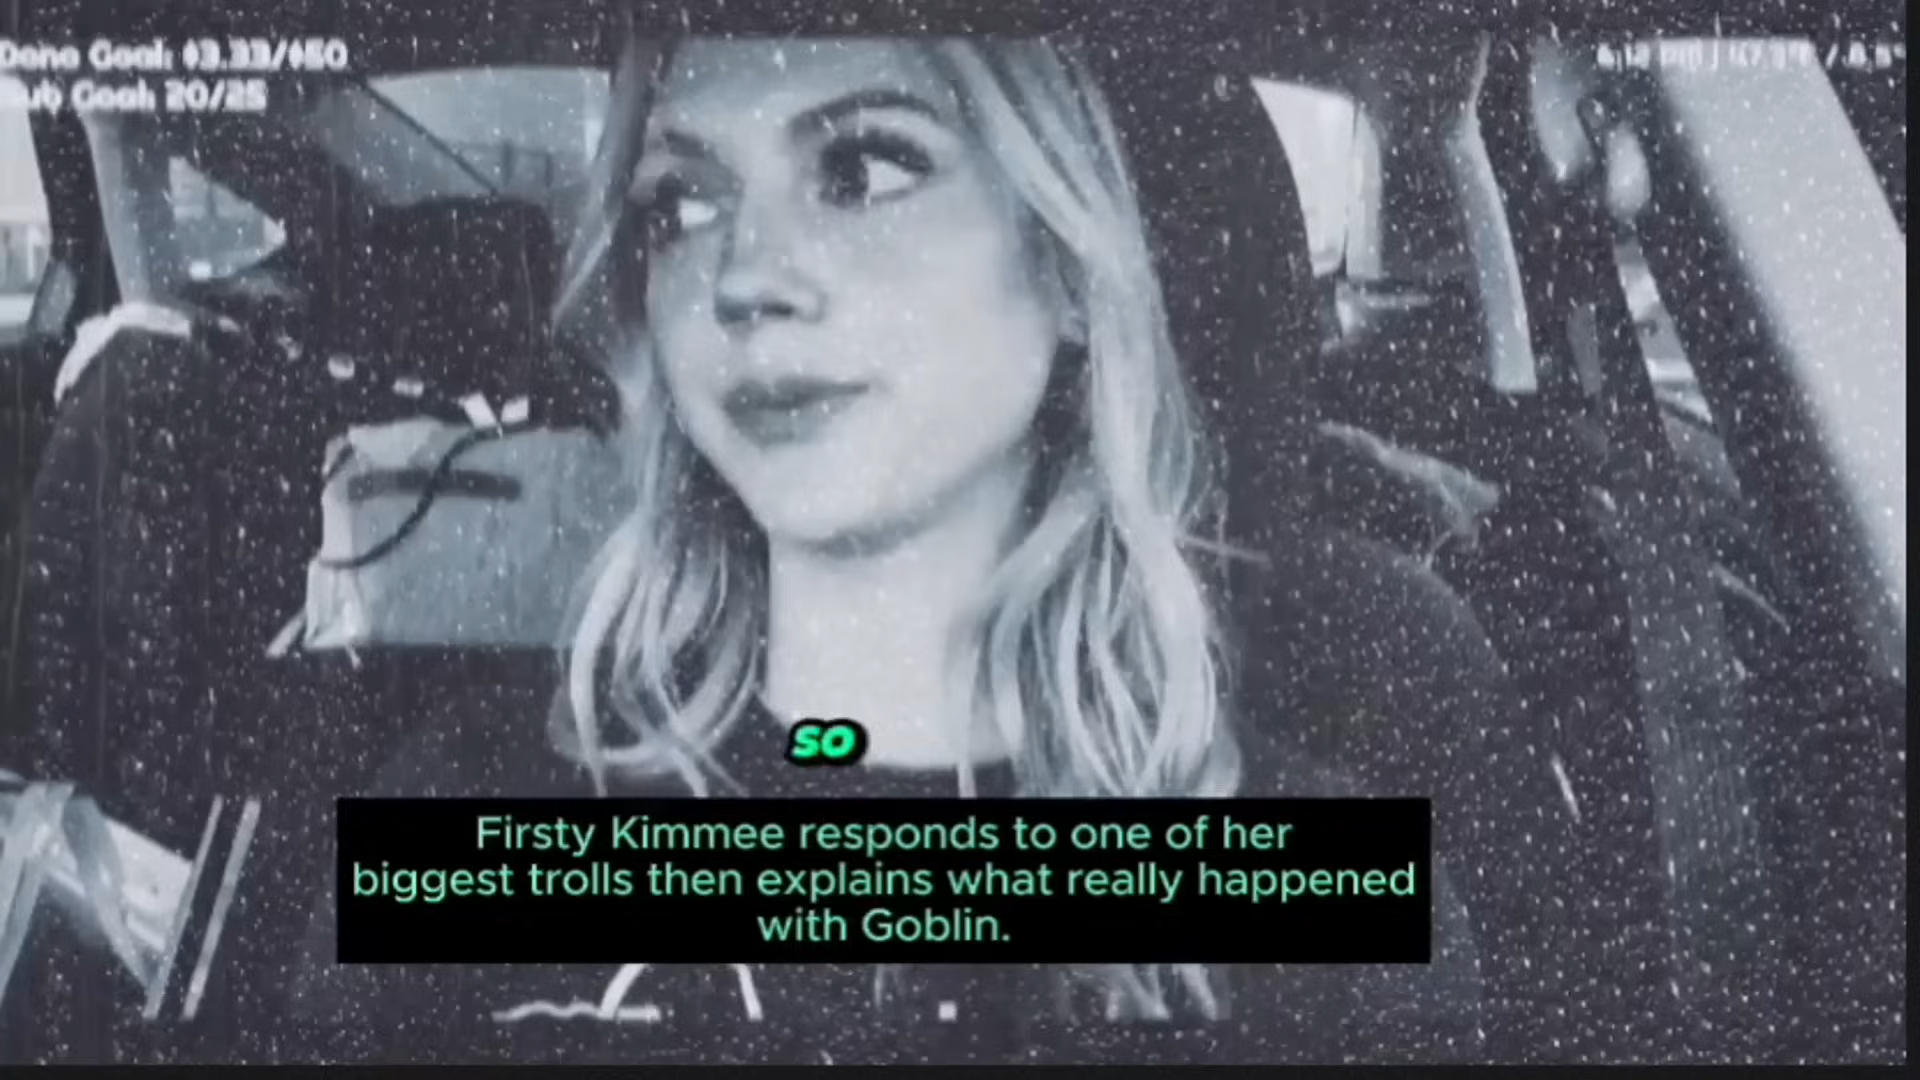 Dono Goal: $3.33/$50
Sub Goal: 20/25
so
Firsty Kimmee responds to one of her
biggest trolls then explains what really happened
with Goblin.